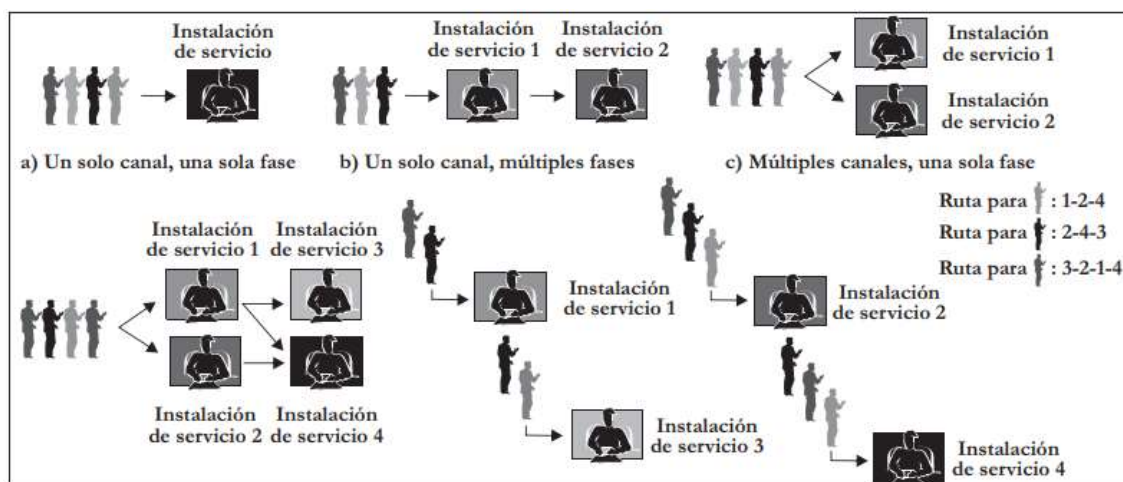 Instalación
de servicio
Instalación
de servicio 1
Instalación
de servicio 2
Instalación
de servicio 1
Instalación
de servicio 2
a) Un solo canal, una sola fase
b) Un solo canal, múltiples fases
c) Múltiples canales, una sola fase
Instalación
de servicio 1
Instalación
de servicio 3
Instalación
de servicio 2
Instalación
de servicio 4
Instalación
de servicio 1
Instalación
de servicio 3
Instalación
de servicio 2
Instalación
de servicio 4
Ruta para : 1-2-4
Ruta para : 2-4-3
Ruta para : 3-2-1-4